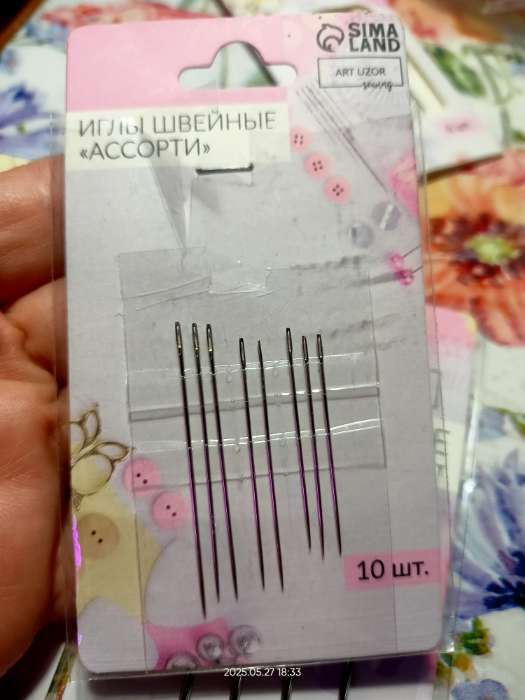 SIMA
LAND
ART UZOR
sewing
ИГЛЫ ШВЕЙНЫЕ
«АССОРТИ»
10 шт.
2025.05.27 18:33